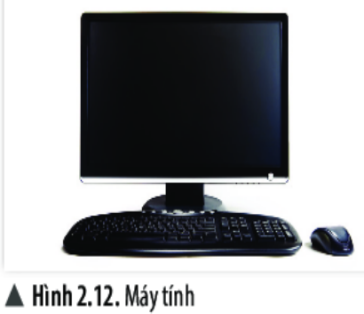 ▲ Hình 2.12. Máy tính